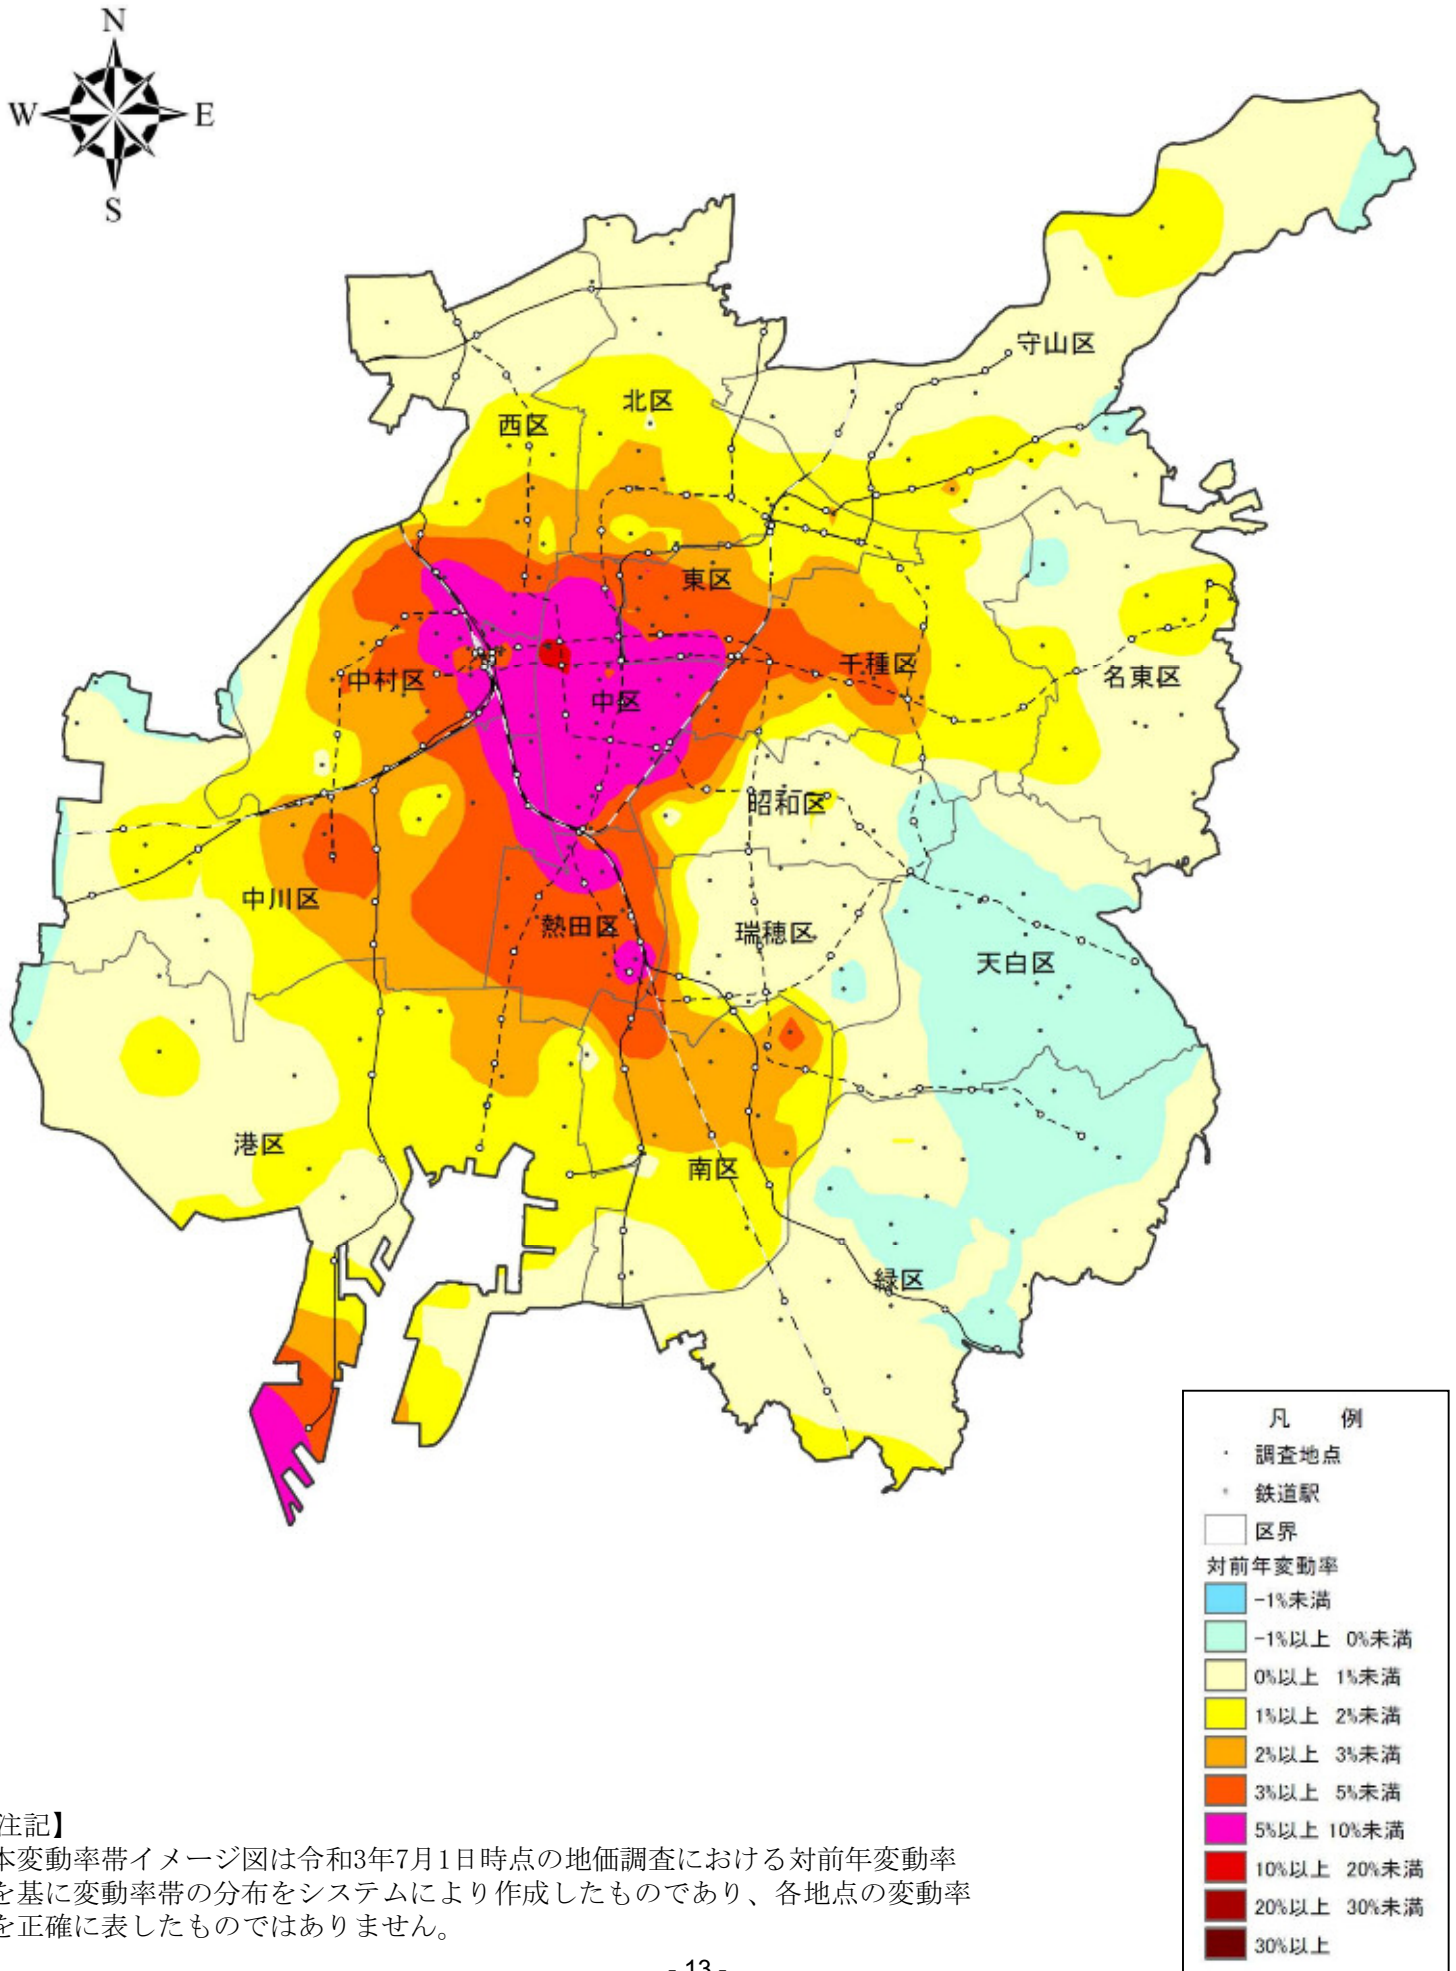 N
W E
S
守山区
北区
西区
東区
千種区
中村区
名東区
中区
昭和区
中川区
熱田区
瑞穂区
天白区
港区
南区
緑区
凡 例
調査地点
鉄道駅
区界
対前年変動率
-1%未満
-1%以上 0%未満
0%以上 1%未満
1%以上 2%未満
2%以上 3%未満
3%以上 5%未満
5%以上 10%未満
10%以上 20%未満
20%以上 30%未満
30%以上
注記】
本変動率帯イメージ図は令和3年7月1日時点の地価調査における対前年変動率
を基に変動率帯の分布をシステムにより作成したものであり、各地点の変動率
を正確に表したものではありません。
- 13 -